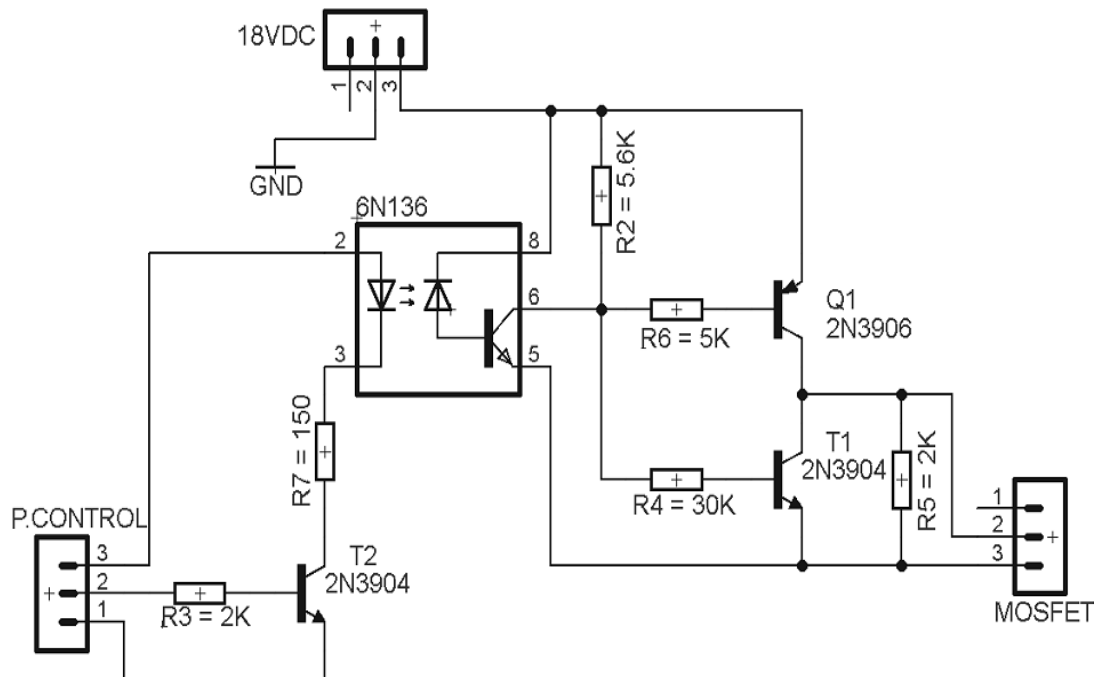 18VDC
+
1
2
3
GND
6N136
+
2
8
R2 = 5.6K
+
6
+
R6 = 5K
Q1
2N3906
3
5
+
R7 = 150
+
T1
2N3904
+
R4 = 30K
R5 = 2K
+
1
2
+
3
MOSFET
P.CONTROL
3
+
2
1
+
R3 = 2K
T2
2N3904